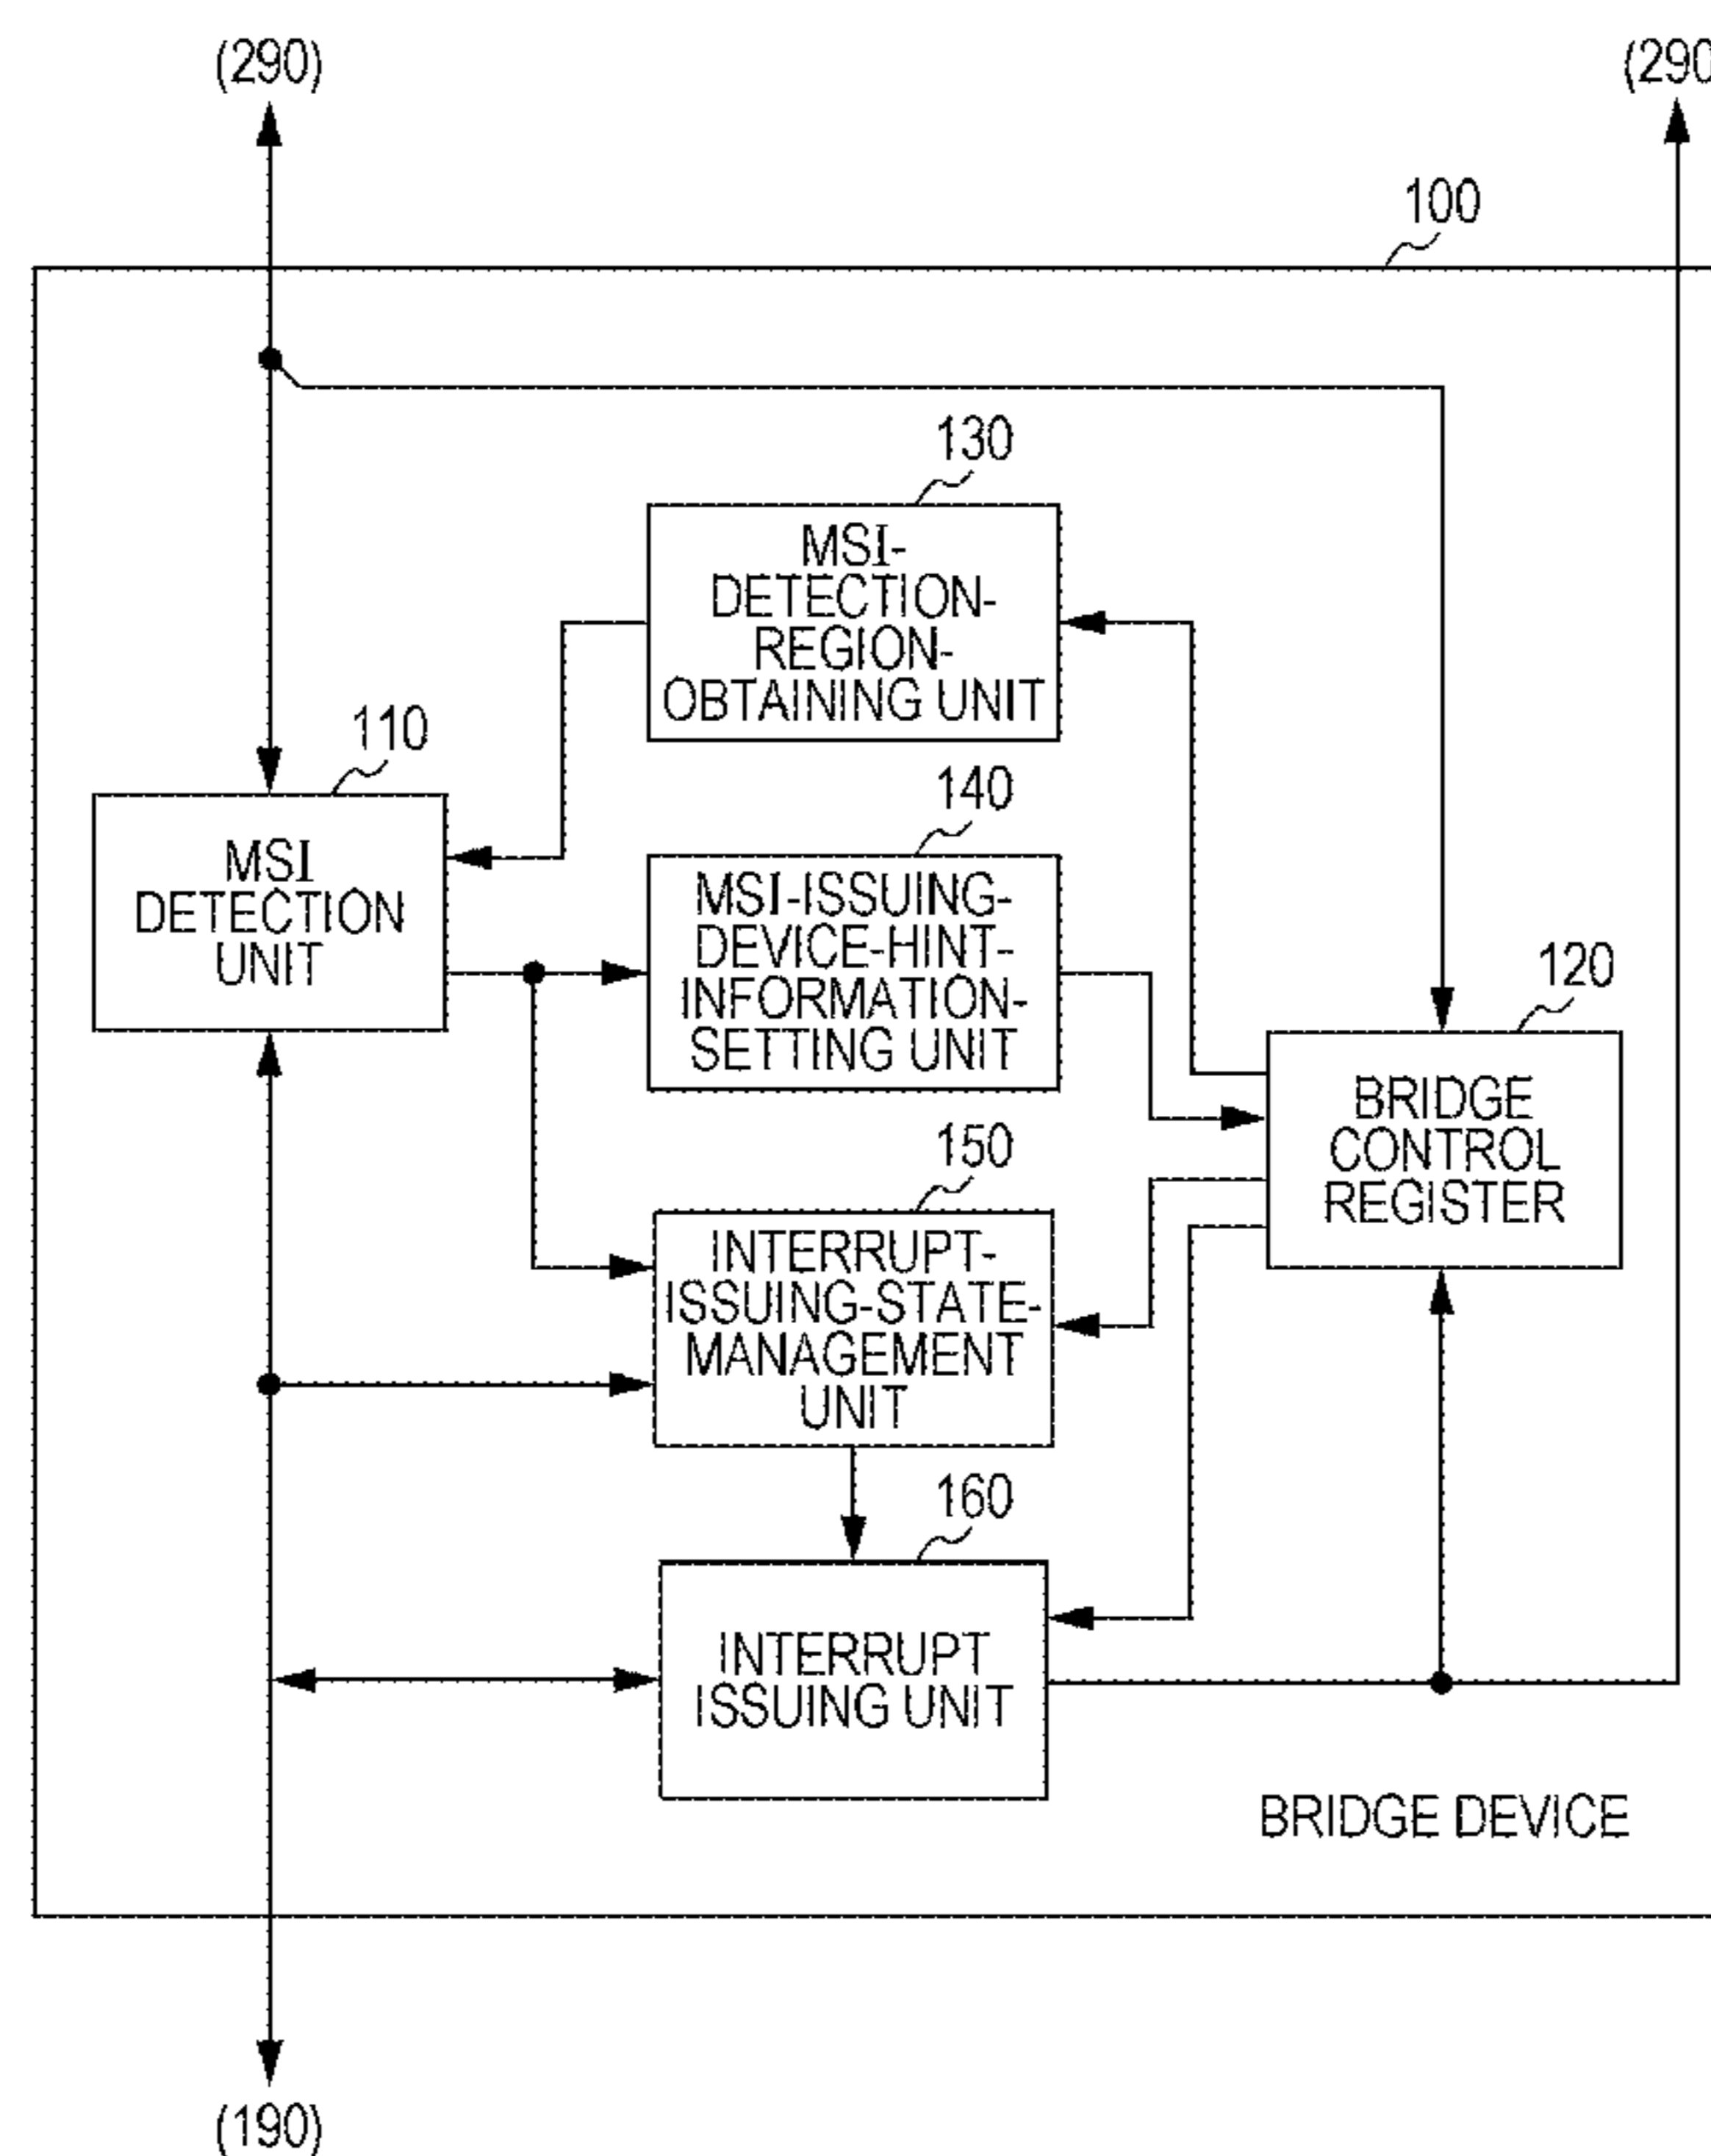 (290)
(290
100
130
MSI-
DETECTION-
REGION-
OBTAINING UNIT
110
MSI
DETECTION
UNIT
140
MSI-ISSUING-
DEVICE-HINT-
INFORMATION-
SETTING UNIT
120
BRIDGE
CONTROL
REGISTER
150
INTERRUPT-
ISSUING-STATE-
MANAGEMENT
UNIT
160
INTERRUPT
ISSUING UNIT
BRIDGE DEVICE
(190)